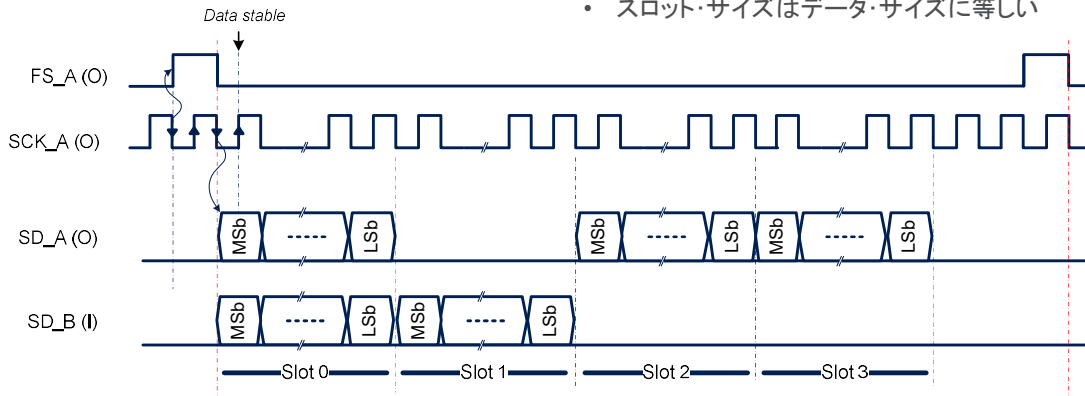 • スロット・サイズはデータ・サイズに等しい
Data stable
FS_A (O)
SCK_A (O)
SD_A (O)
MSb ----- LSb MSb ----- LSb MSb ----- LSb
SD_B (I)
MSb ----- LSb MSb ----- LSb
Slot 0 Slot 1 Slot 2 Slot 3